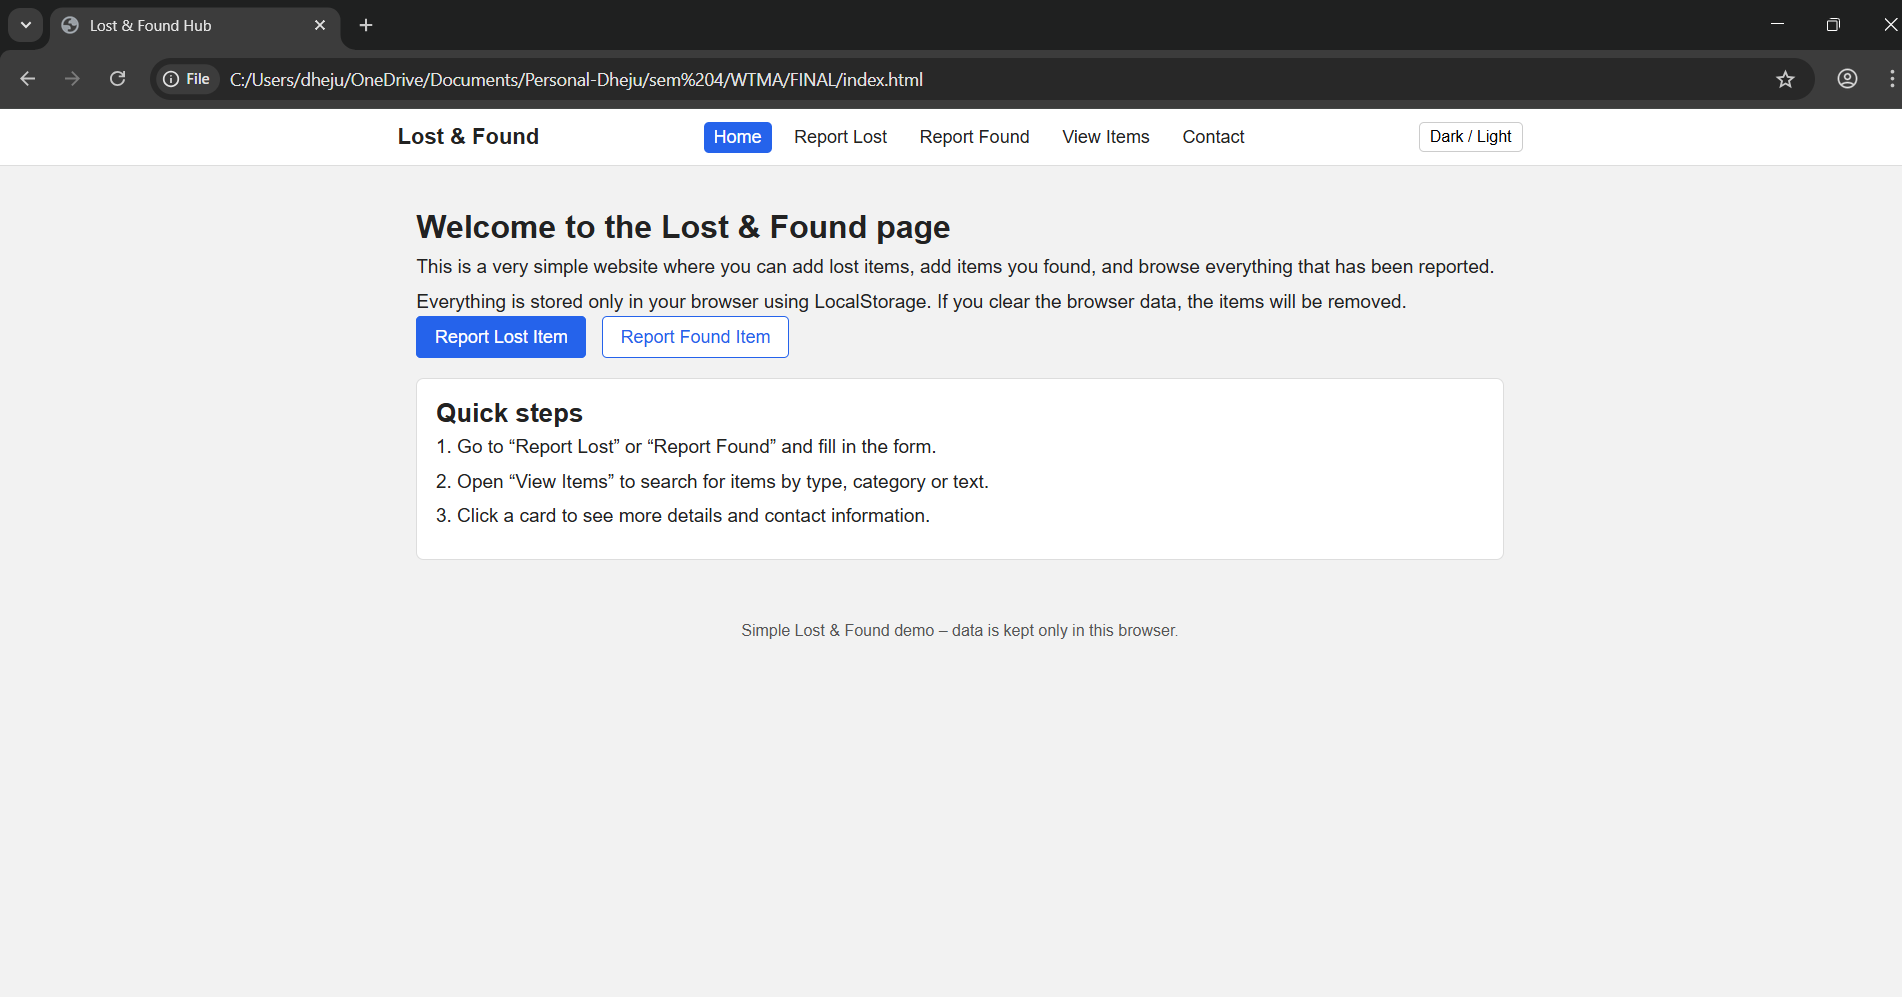 Lost & Found Hub
File C:/Users/dheju/OneDrive/Documents/Personal-Dheju/sem%204/WTMA/FINAL/index.html
Lost & Found Home Report Lost Report Found View Items Contact Dark / Light
Welcome to the Lost & Found page
This is a very simple website where you can add lost items, add items you found, and browse everything that has been reported.
Everything is stored only in your browser using LocalStorage. If you clear the browser data, the items will be removed.
Report Lost Item Report Found Item
Quick steps
1. Go to “Report Lost” or “Report Found” and fill in the form.
2. Open “View Items” to search for items by type, category or text.
3. Click a card to see more details and contact information.
Simple Lost & Found demo – data is kept only in this browser.